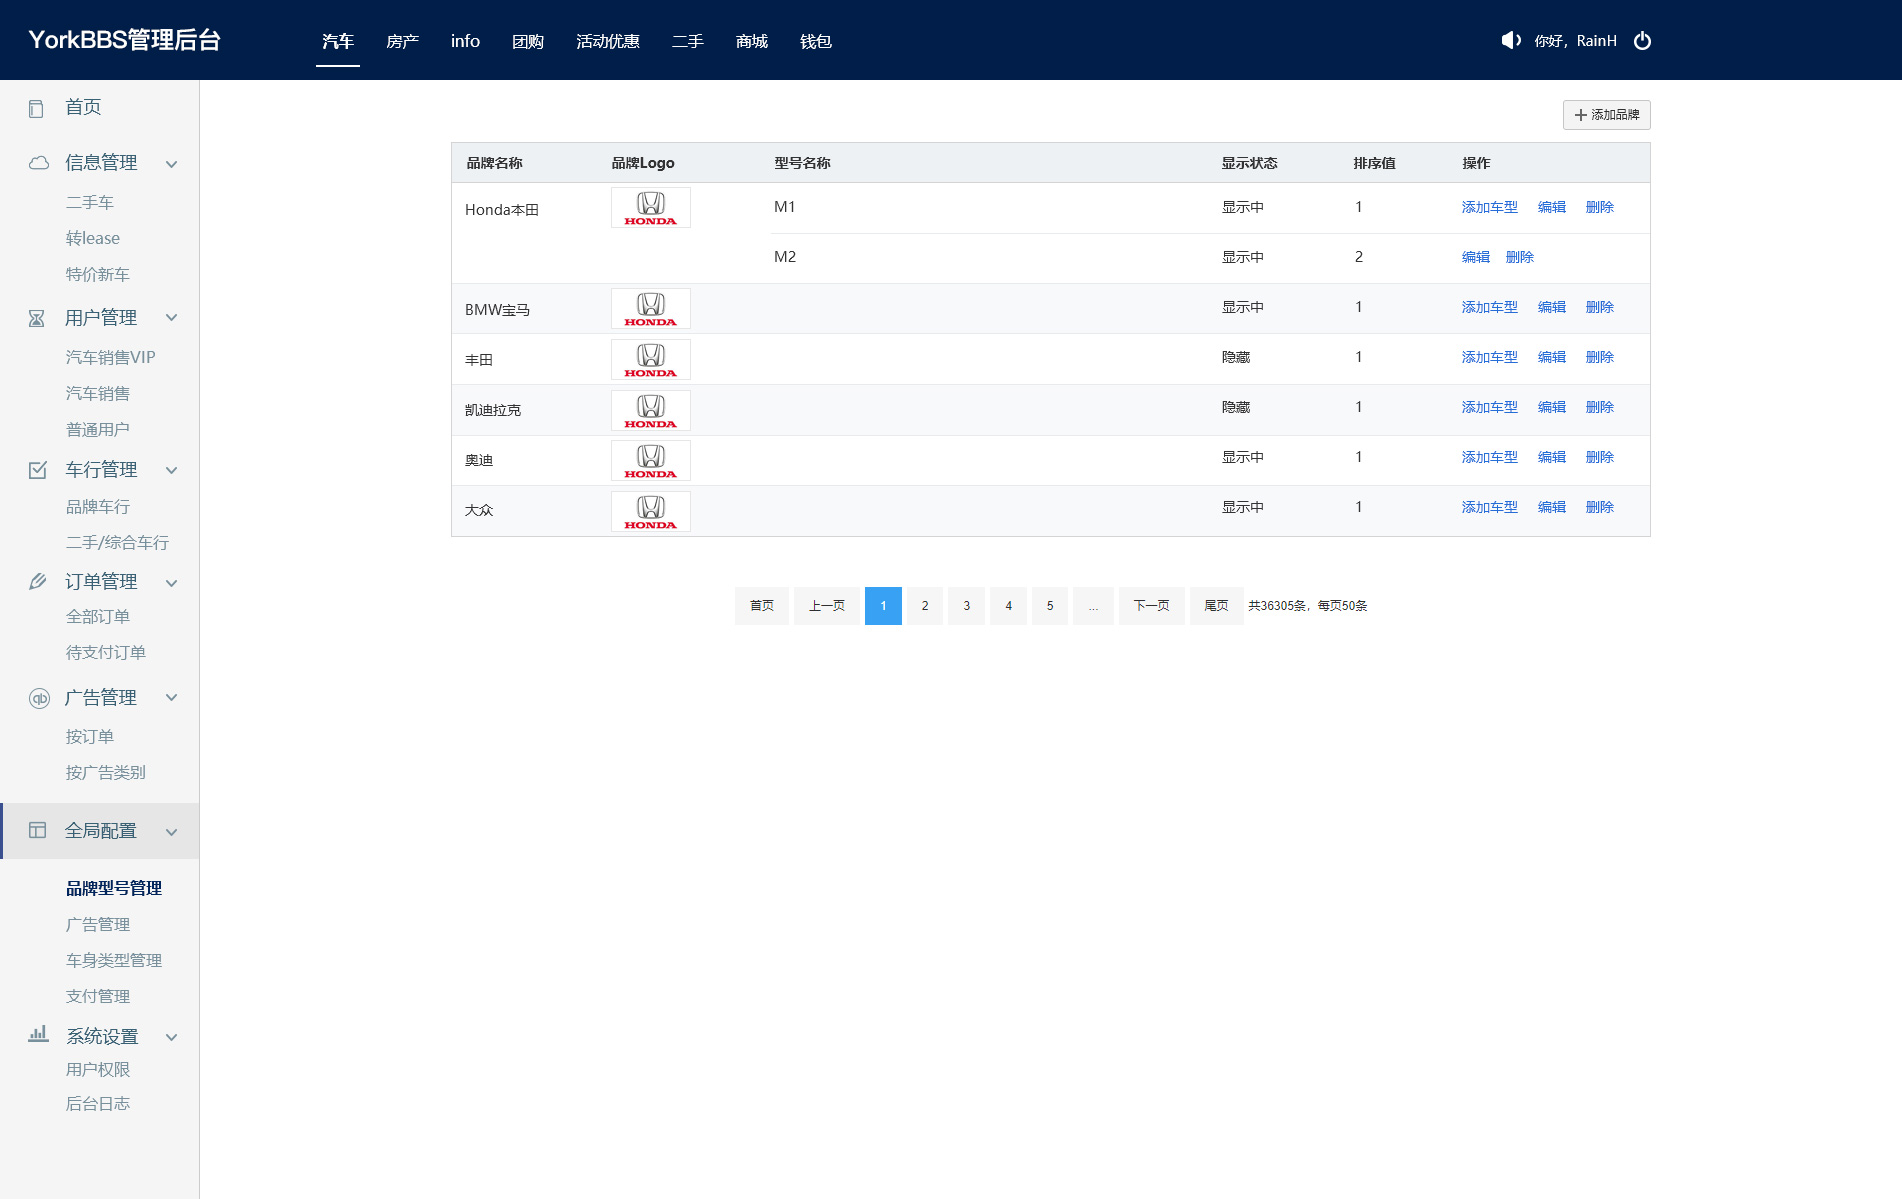 YorkBBS管理后台 汽车 房产 info 团购 活动优惠 二手 商城 钱包 你好，RainH
首页
信息管理
二手车
转lease
特价新车
用户管理
汽车销售VIP
汽车销售
普通用户
车行管理
品牌车行
二手/综合车行
订单管理
全部订单
待支付订单
广告管理
按订单
按广告类别
全局配置
品牌型号管理
广告管理
车身类型管理
支付管理
系统设置
用户权限
后台日志
添加品牌
品牌名称 品牌Logo 型号名称 显示状态 排序值 操作
Honda本田 HONDA M1 显示中 1 添加车型 编辑 删除
M2 显示中 2 编辑 删除
BMW宝马 HONDA 显示中 1 添加车型 编辑 删除
丰田 HONDA 隐藏 1 添加车型 编辑 删除
凯迪拉克 HONDA 隐藏 1 添加车型 编辑 删除
奥迪 HONDA 显示中 1 添加车型 编辑 删除
大众 HONDA 显示中 1 添加车型 编辑 删除
首页 上一页 1 2 3 4 5 ... 下一页 尾页 共36305条，每页50条